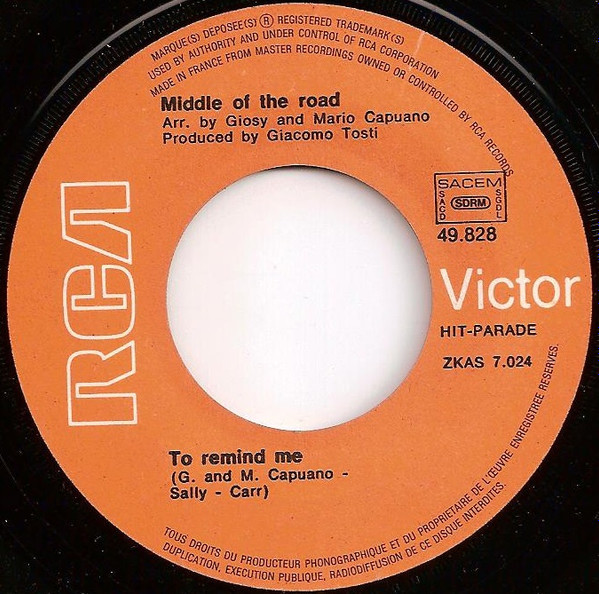 MARQUE(S) DEPOSEE(S) Ⓡ REGISTERED TRADEMARK(S)
USED BY AUTHORITY AND UNDER CONTROL OF RCA CORPORATION
MADE IN FRANCE FROM MASTER RECORDINGS OWNED OR CONTROLLED BY RCA RECORDS
Middle of the road
Arr. by Giosy and Mario Capuano
Produced by Giacomo Tosti
RCA
SACEM
SACD
SDRM
SGDL
49.828
Victor
HIT-PARADE
ZKAS 7.024
To remind me
(G. and M. Capuano -
Sally - Carr)
TOUS DROITS DU PRODUCTEUR PHONOGRAPHIQUE ET DU PROPRIETAIRE DE L'ŒUVRE ENREGISTREE RESERVES.
DUPLICATION, EXECUTION PUBLIQUE, RADIODIFFUSION DE CE DISQUE INTERDITES.